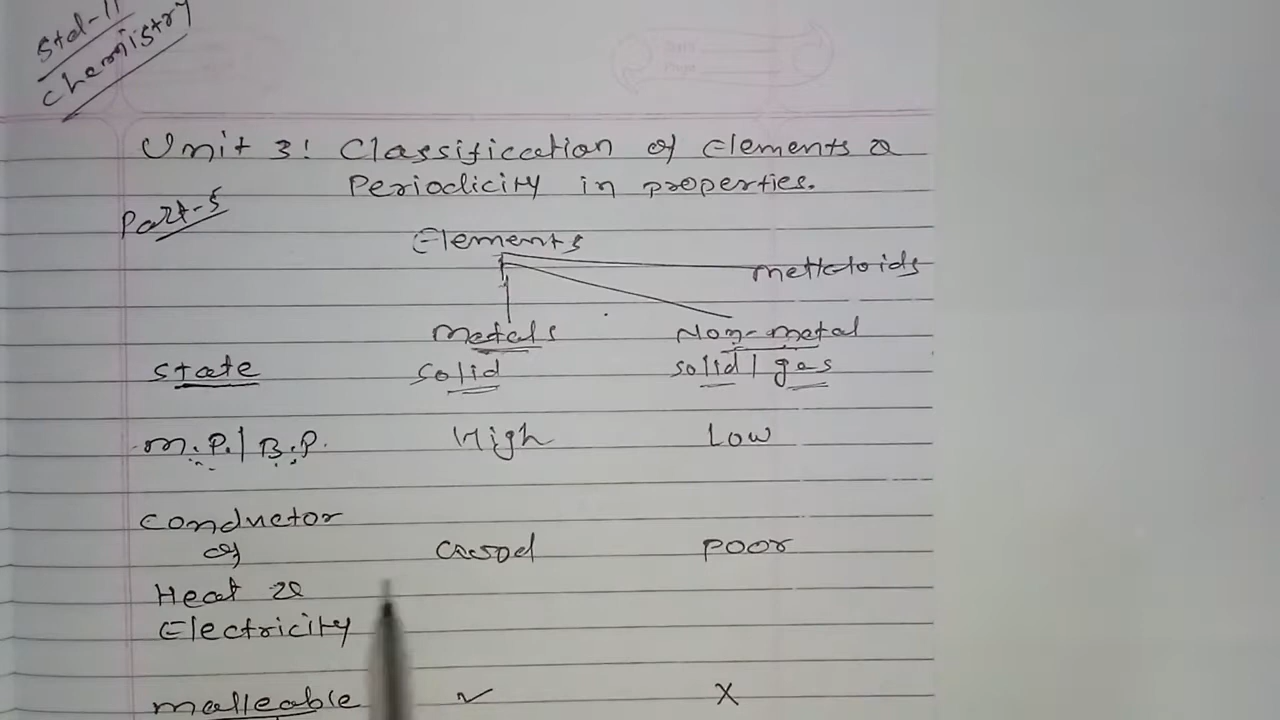 Std-11
Chemistry
Unit 3: Classification of Elements &
Periodicity in properties.
Part-5
Elements
Mettaloids
Metals Non-metal
State Solid Solid/gas
M.P./B.P. High Low
Conductor
of Good Poor
Heat &
Electricity
Malleable ✓ X